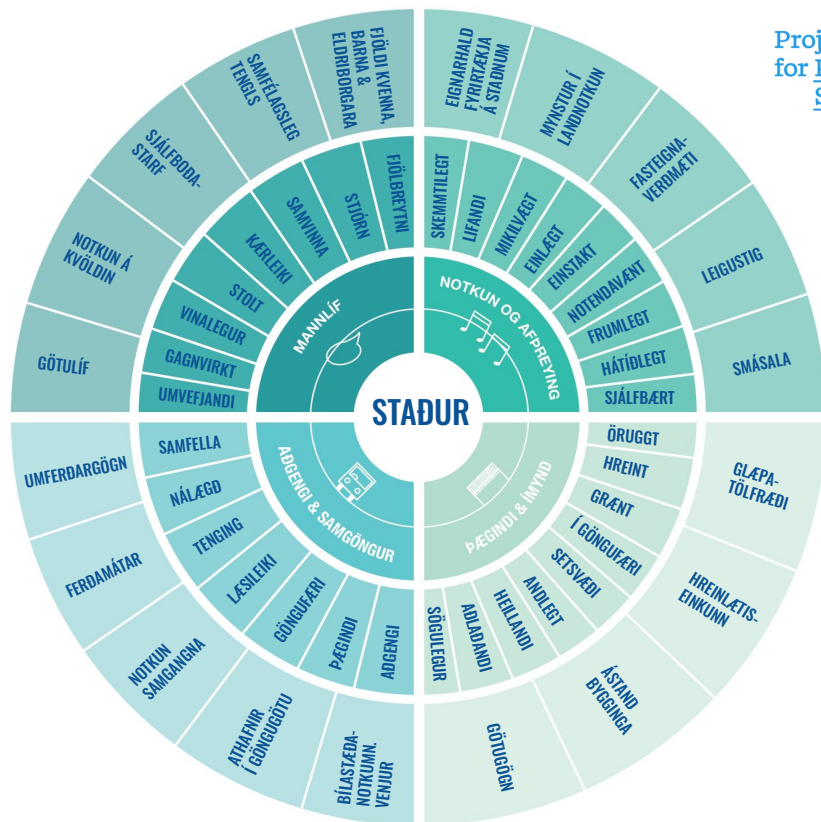 FJÖLDI KVENNA,
BARNA &
ELDRIBORGARA
SAMFÉLAGSLEG
TENGLS
SJÁLFBOÐA-
STARF
NOTKUN Á
KVÖLDIN
GÖTULÍF
EIGNARHALD
FYRIRTÆKJA
Á STAÐNUM
MYNSTUR Í
LANDNOTKUN
FASTEIGNA-
VERÐMÆTI
LEIGUSTIG
SMÁSALA
Proj
for P
FJÖLBREYTNI
STJÓRN
SAMVINNA
KÆRLEIKI
STOLT
VINALEGUR
GAGNVIRKT
UMVEFJANDI
SKEMMTILEGT
LIFANDI
MIKILVÆGT
EINLÆGT
EINSTAKT
NOTENDAVÆNT
FRUMLEGT
HÁTÍÐLEGT
SJÁLFBÆRT
MANNLÍF
NOTKUN OG AFÞREYING
STAÐUR
AÐGENGI & SAMGÖNGUR
ÞÆGINDI & ÍMYND
SAMFELLA
NÁLÆGÐ
TENGING
LÆSILEIKI
GÖNGUFÆRI
ÞÆGINDI
AÐGENGI
ÖRUGGT
HREINT
GRÆNT
Í GÖNGUFÆRI
SETSVÆÐI
ANDLEGT
HEILLANDI
AÐLAÐANDI
SÖGULEGUR
UMFERÐARGÖGN
FERÐAMÁTAR
NOTKUN
SAMGANGNA
ATHAFNIR
Í GÖNGUGÖTU
BÍLASTÆÐA-
NOTKUMN.
VENJUR
GLÆPA-
TÖLFRÆÐI
HREINLÆTIS-
EINKUNN
ÁSTAND
BYGGINGA
GÖTUGÖGN